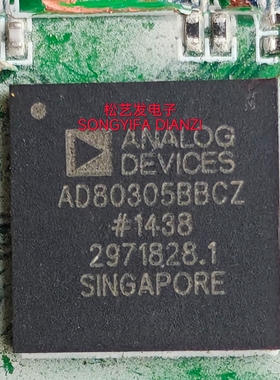 松艺发电子
SONGYIFA DIANZI
ANALOG
DEVICES
AD80305BBCZ
#1438
2971828.1
SINGAPORE